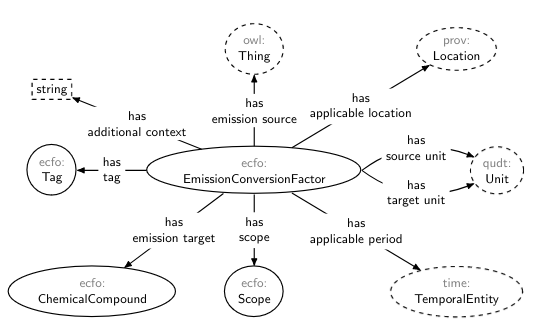 owl:
Thing
prov:
Location
string
has
additional context
has
emission source
has
applicable location
has
source unit
ecfo:
Tag
has
tag
ecfo:
EmissionConversionFactor
qudt:
Unit
has
target unit
has
emission target
has
scope
has
applicable period
ecfo:
ChemicalCompound
ecfo:
Scope
time:
TemporalEntity